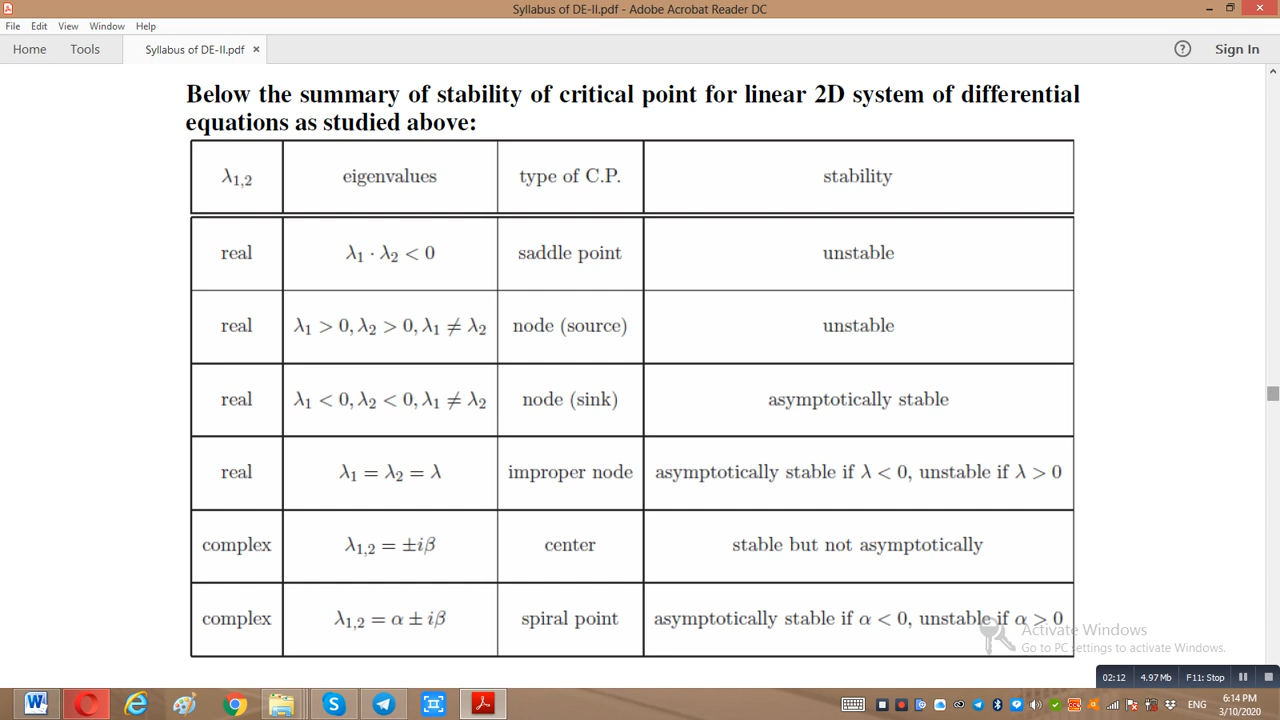 Syllabus of DE-II.pdf - Adobe Acrobat Reader DC
File Edit View Window Help
Home Tools Syllabus of DE-II.pdf × ? Sign In
Below the summary of stability of critical point for linear 2D system of differential
equations as studied above:
λ1,2 eigenvalues type of C.P. stability
real λ1 · λ2 < 0 saddle point unstable
real λ1 > 0, λ2 > 0, λ1 ≠ λ2 node (source) unstable
real λ1 < 0, λ2 < 0, λ1 ≠ λ2 node (sink) asymptotically stable
real λ1 = λ2 = λ improper node asymptotically stable if λ < 0, unstable if λ > 0
complex λ1,2 = ±iβ center stable but not asymptotically
complex λ1,2 = α ± iβ spiral point asymptotically stable if α < 0, unstable if α > 0
Activate Windows
Go to PC settings to activate Windows.
02:12 4.97 Mb F11: Stop
ENG 6:14 PM
3/10/2020